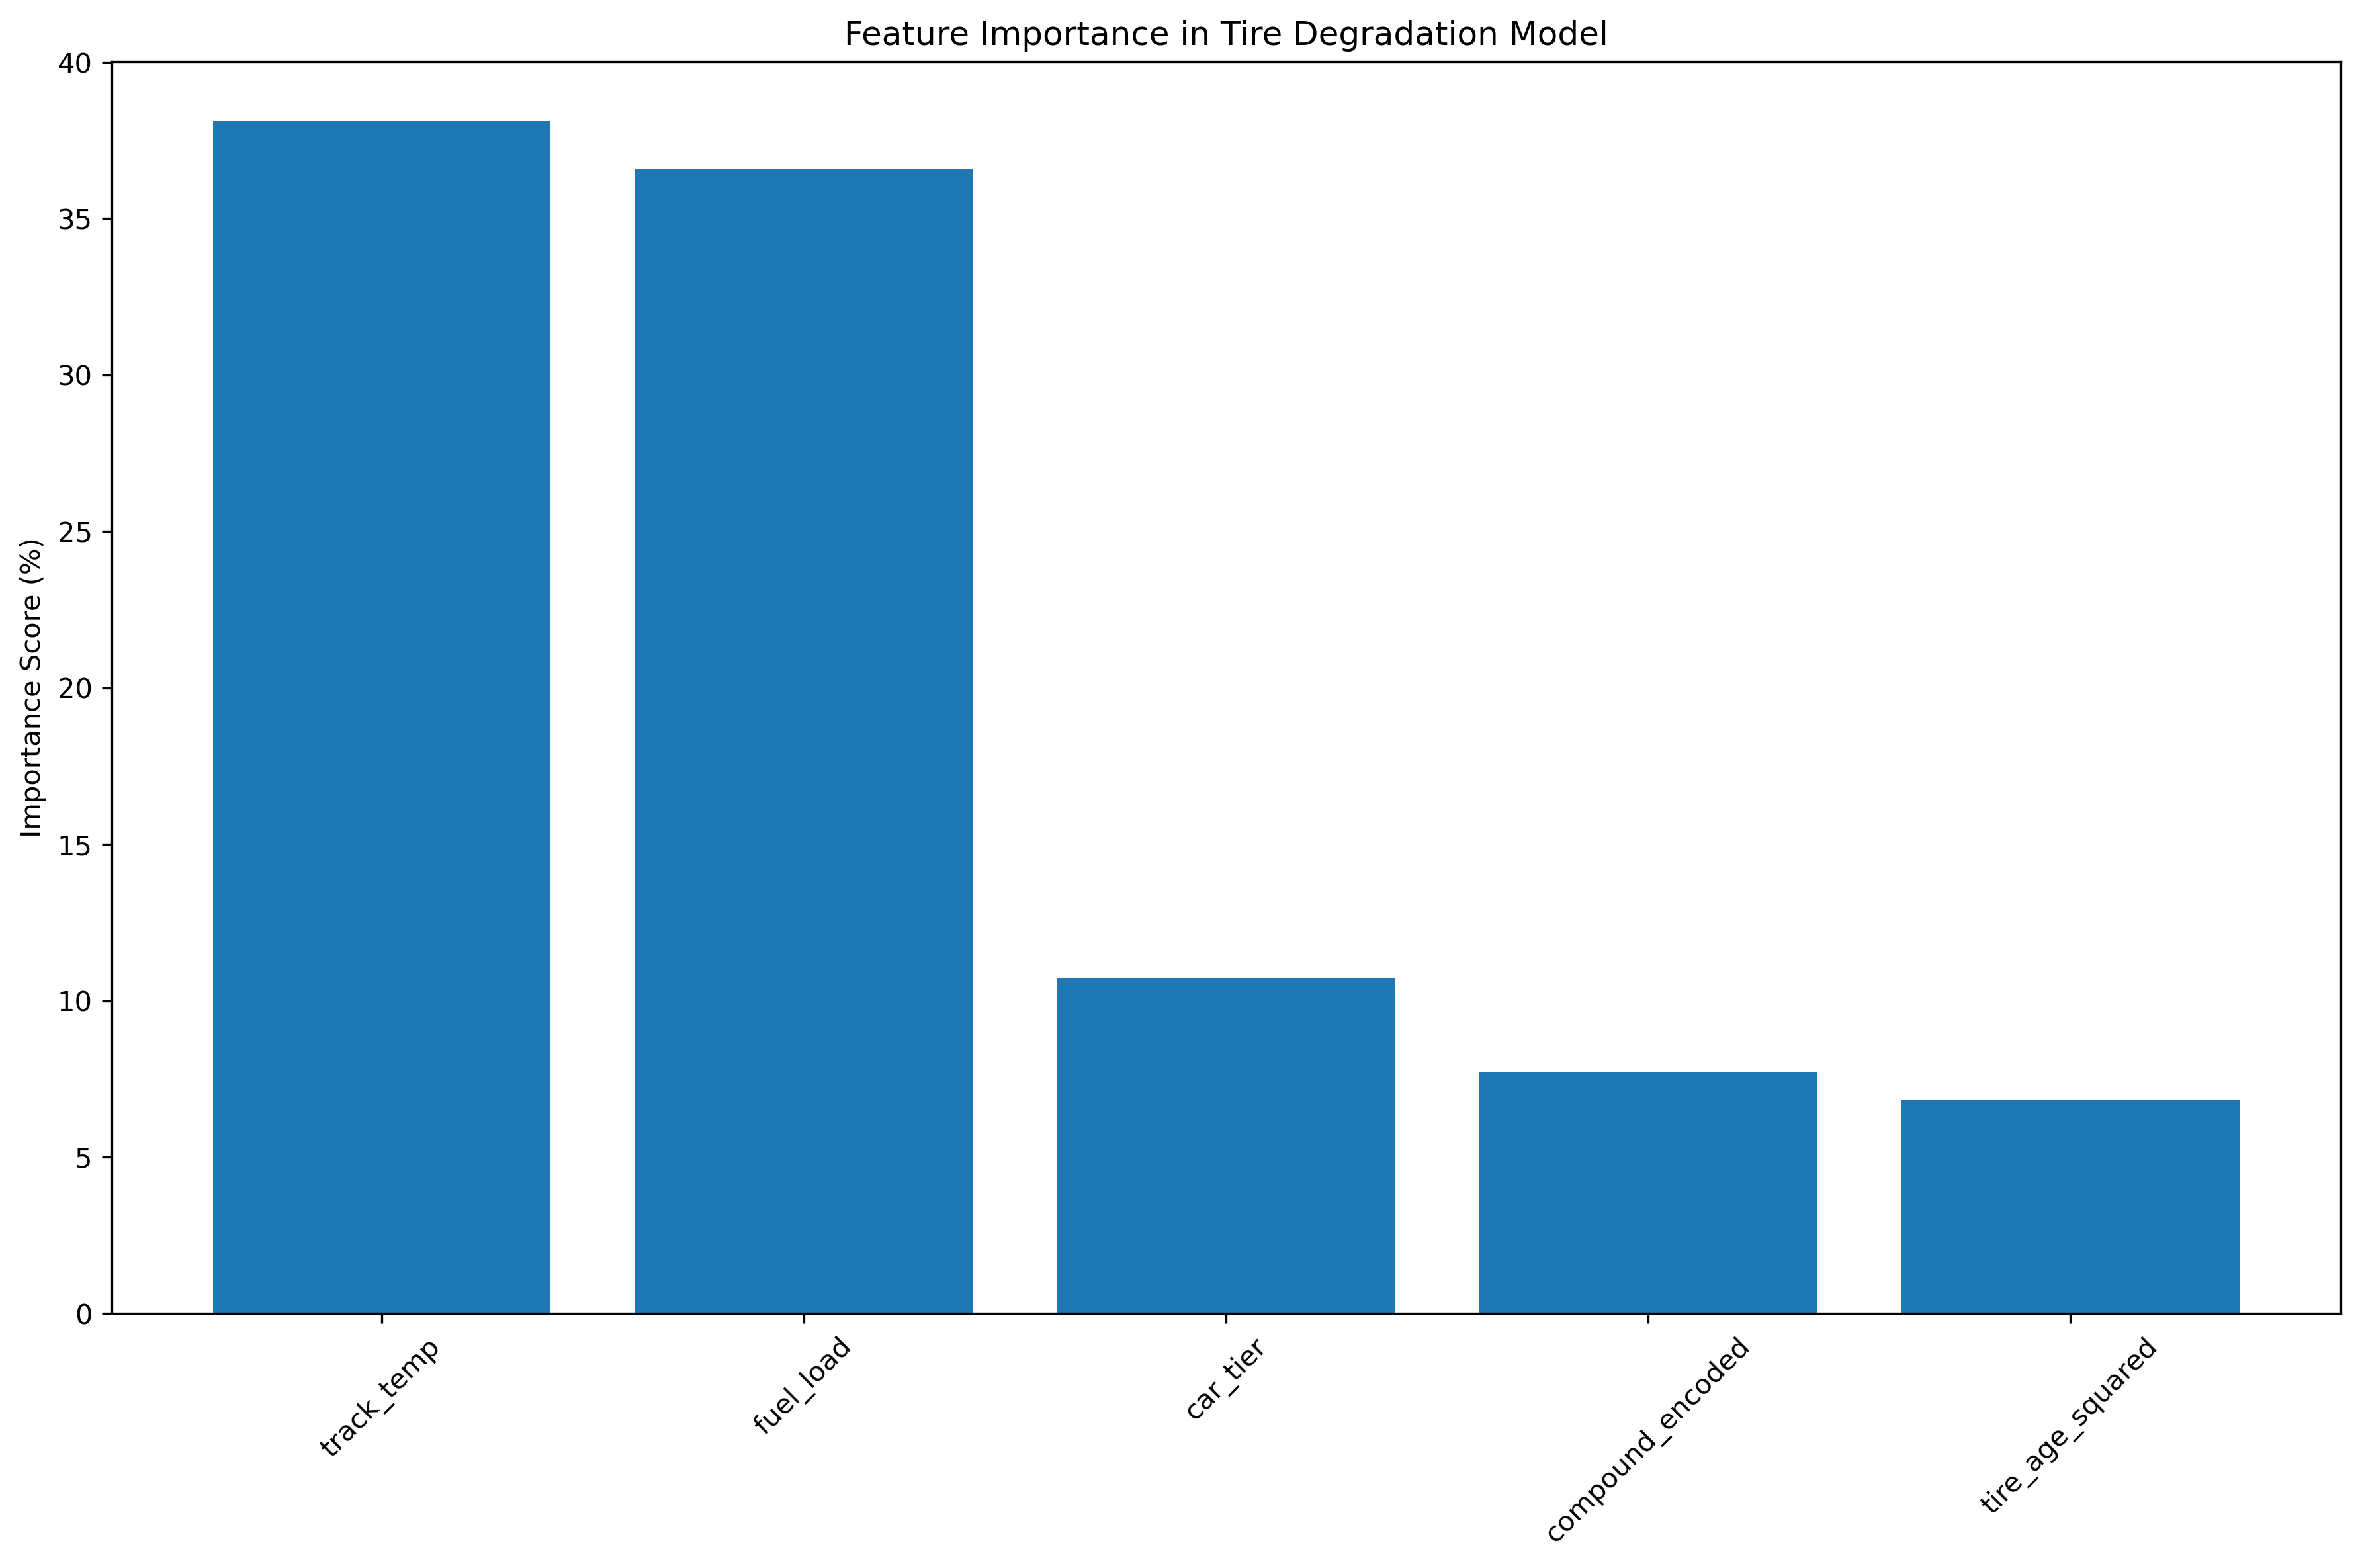 Feature Importance in Tire Degradation Model
40
35
30
25
20
15
10
5
0
Importance Score (%)
track_temp
fuel_load
car_tier
compound_encoded
tire_age_squared